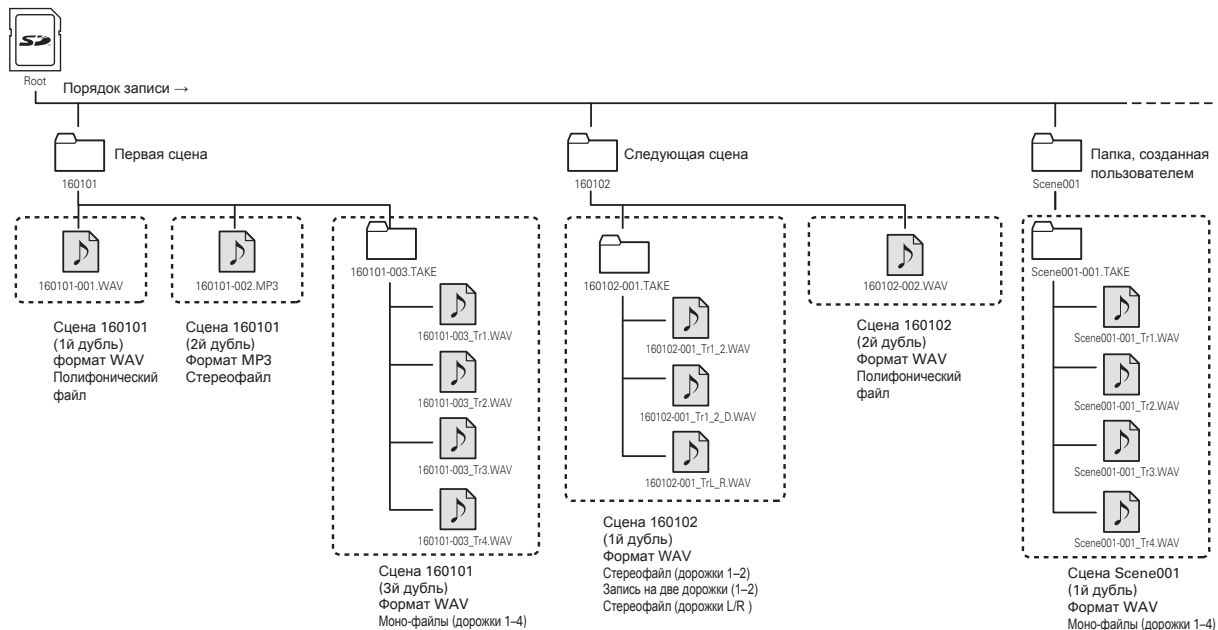 SD
Root
Порядок записи →
Первая сцена
160101
Следующая сцена
160102
Папка, созданная
пользователем
Scene001
160101-001.WAV
160101-002.MP3
160101-003.TAKE
160101-003_Tr1.WAV
160101-003_Tr2.WAV
160101-003_Tr3.WAV
160101-003_Tr4.WAV
160102-001.TAKE
160102-001_Tr1_2.WAV
160102-001_Tr1_2_D.WAV
160102-001_TrL_R.WAV
160102-002.WAV
Scene001-001.TAKE
Scene001-001_Tr1.WAV
Scene001-001_Tr2.WAV
Scene001-001_Tr3.WAV
Scene001-001_Tr4.WAV
Сцена 160101
(1й дубль)
формат WAV
Полифонический
файл
Сцена 160101
(2й дубль)
Формат MP3
Стереофайл
Сцена 160101
(3й дубль)
Формат WAV
Моно-файлы (дорожки 1–4)
Сцена 160102
(1й дубль)
Формат WAV
Стереофайл (дорожки 1–2)
Запись на две дорожки (1–2)
Стереофайл (дорожки L/R )
Сцена 160102
(2й дубль)
Формат WAV
Полифонический
файл
Сцена Scene001
(1й дубль)
Формат WAV
Моно-файлы (дорожки 1–4)